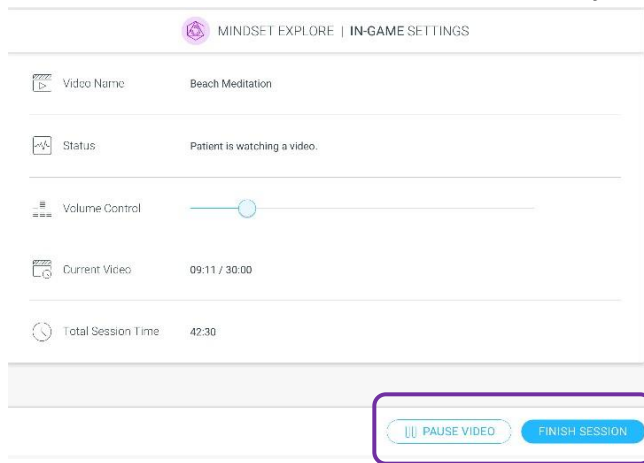 MINDSET EXPLORE | IN-GAME SETTINGS
Video Name Beach Meditation
Status Patient is watching a video.
Volume Control
Current Video 09:11 / 30:00
Total Session Time 42:30
PAUSE VIDEO FINISH SESSION